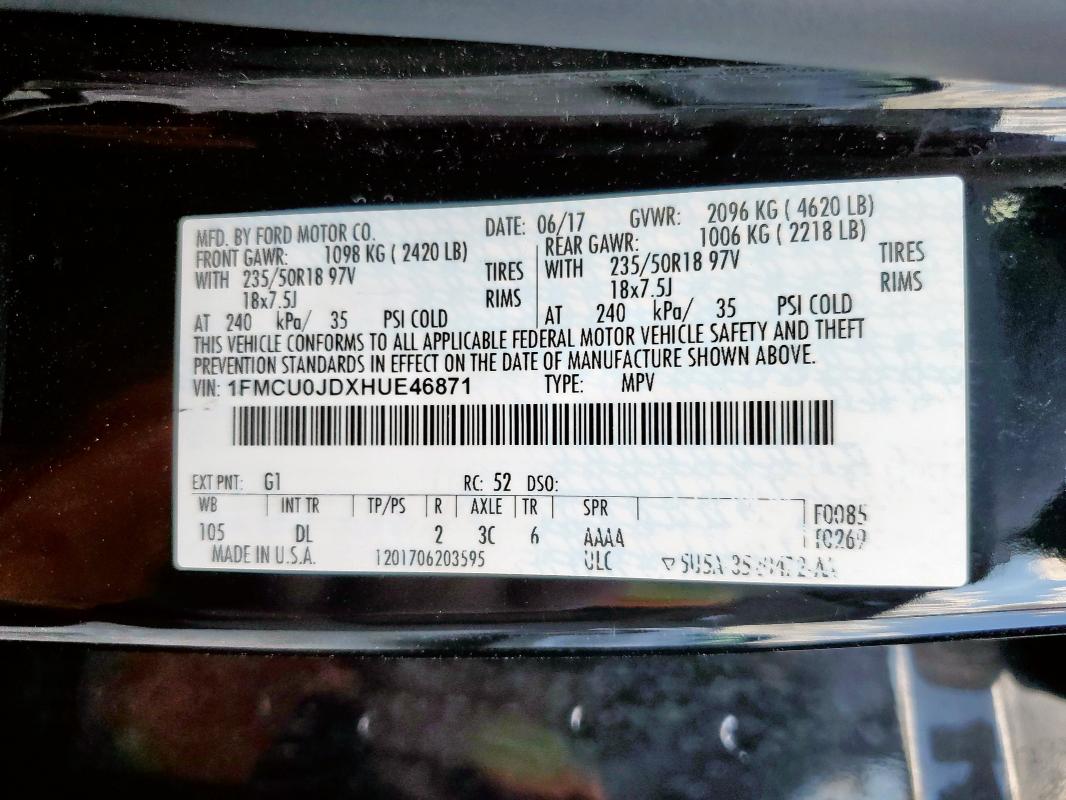 MFD. BY FORD MOTOR CO. DATE: 06/17 GVWR: 2096 KG ( 4620 LB)
FRONT GAWR: 1098 KG ( 2420 LB) REAR GAWR: 1006 KG ( 2218 LB)
WITH 235/50R18 97V TIRES WITH 235/50R18 97V TIRES
18x7.5J RIMS 18x7.5J RIMS
AT 240 kPa/ 35 PSI COLD AT 240 kPa/ 35 PSI COLD
THIS VEHICLE CONFORMS TO ALL APPLICABLE FEDERAL MOTOR VEHICLE SAFETY AND THEFT
PREVENTION STANDARDS IN EFFECT ON THE DATE OF MANUFACTURE SHOWN ABOVE.
VIN: 1FMCU0JDXHUE46871 TYPE: MPV
EXT PNT: G1 RC: 52 DSO:
WB INT TR TP/PS R AXLE TR SPR F0085
105 DL 2 3C 6 AAAA
MADE IN U.S.A. 1201706203595 ULC